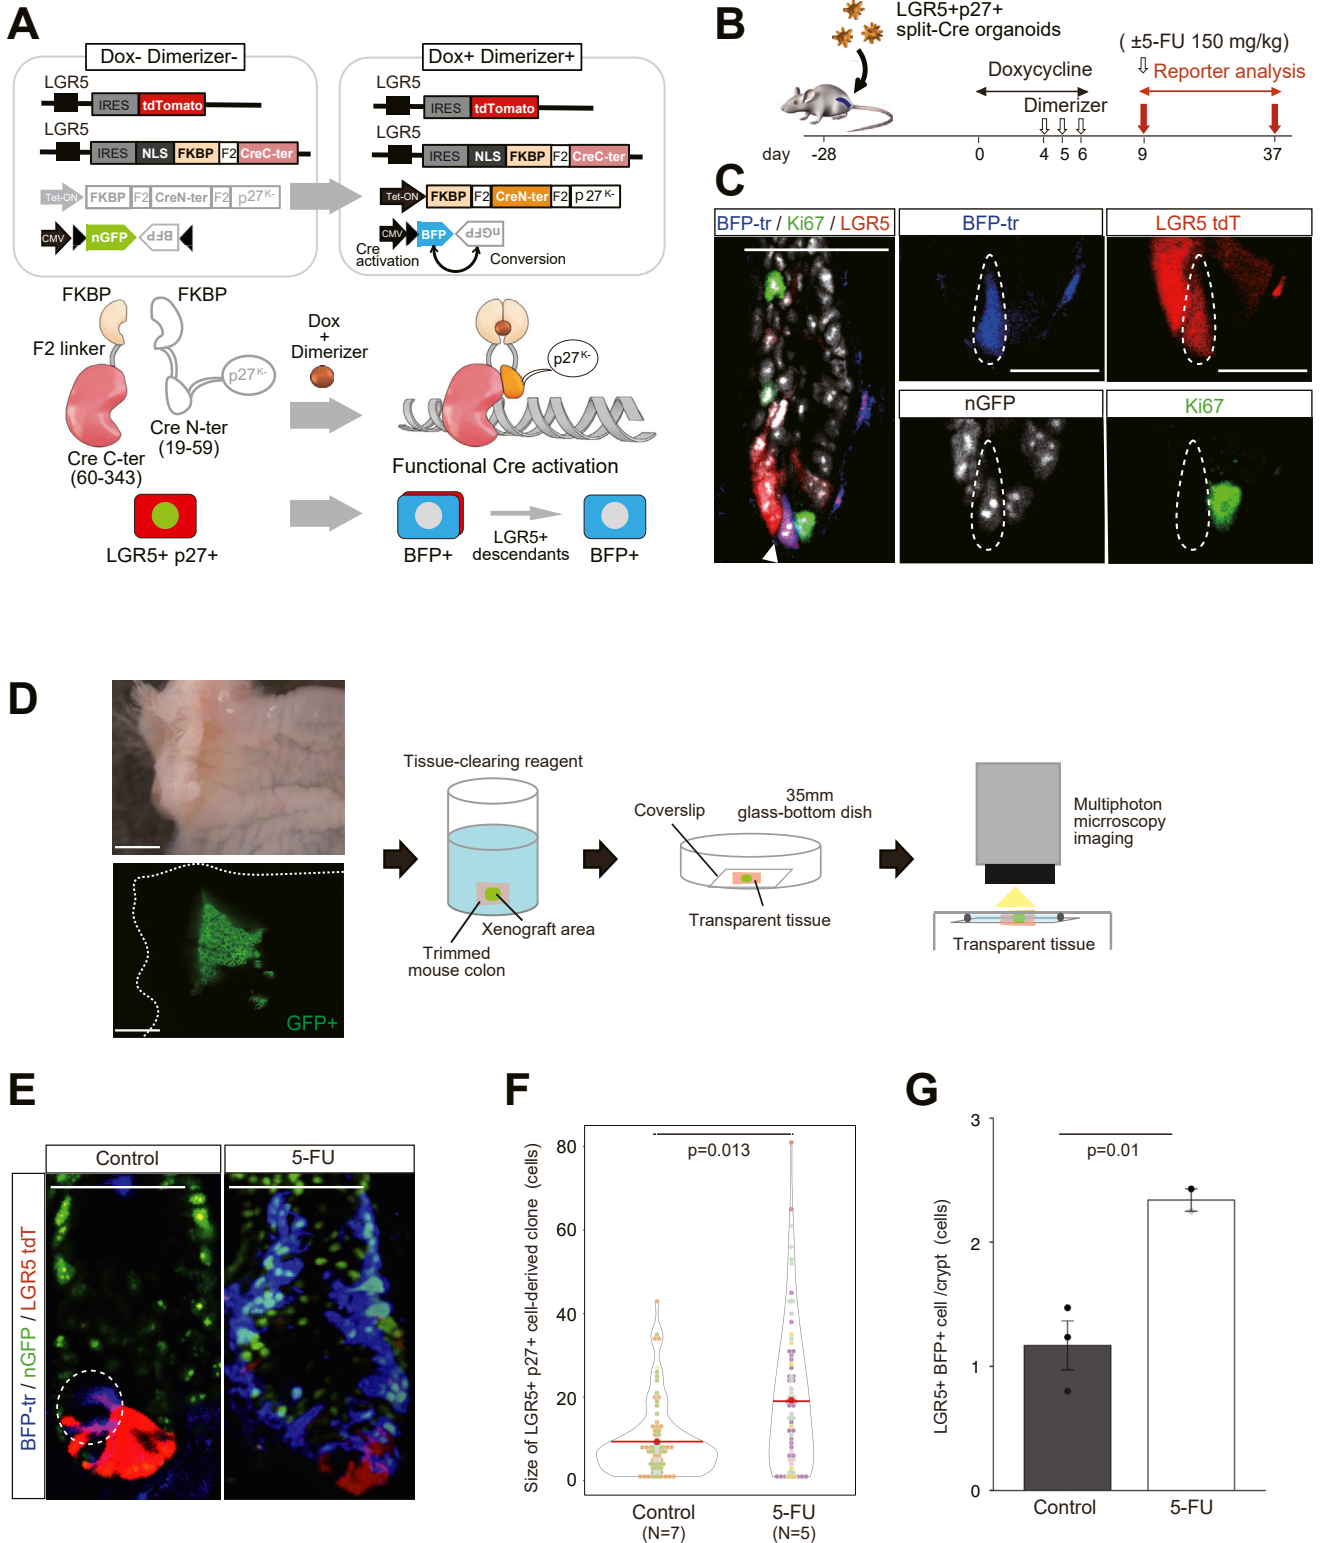 A
Dox- Dimerizer-
LGR5
IRES tdTomato
LGR5
IRES NLS FKBP F2 CreC-ter
Tet-ON FKBP F2 CreN-ter F2 p27K-
CMV nGFP BFP
Dox+ Dimerizer+
LGR5
IRES tdTomato
LGR5
IRES NLS FKBP F2 CreC-ter
Tet-ON FKBP F2 CreN-ter F2 p27K-
CMV BFP nGFP
Cre
activation
Conversion
FKBP
FKBP
F2 linker
p27K-
Cre N-ter
(19-59)
Cre C-ter
(60-343)
Dox
+
Dimerizer
p27K-
Functional Cre activation
LGR5+ p27+
BFP+
LGR5+
descendants
BFP+
B
LGR5+p27+
split-Cre organoids
( ±5-FU 150 mg/kg)
Doxycycline
Reporter analysis
Dimerizer
day -28 0 4 5 6 9 37
C
BFP-tr / Ki67 / LGR5
BFP-tr
LGR5 tdT
nGFP
Ki67
D
GFP+
Tissue-clearing reagent
Xenograft area
Trimmed
mouse colon
Coverslip
35mm
glass-bottom dish
Transparent tissue
Multiphoton
microscopy
imaging
Transparent tissue
E
Control
5-FU
BFP-tr / nGFP / LGR5 tdT
F
Size of LGR5+ p27+ cell-derived clone (cells)
80
60
40
20
0
p=0.013
Control
(N=7)
5-FU
(N=5)
G
LGR5+ BFP+ cell /crypt (cells)
3
2
1
0
p=0.01
Control
5-FU